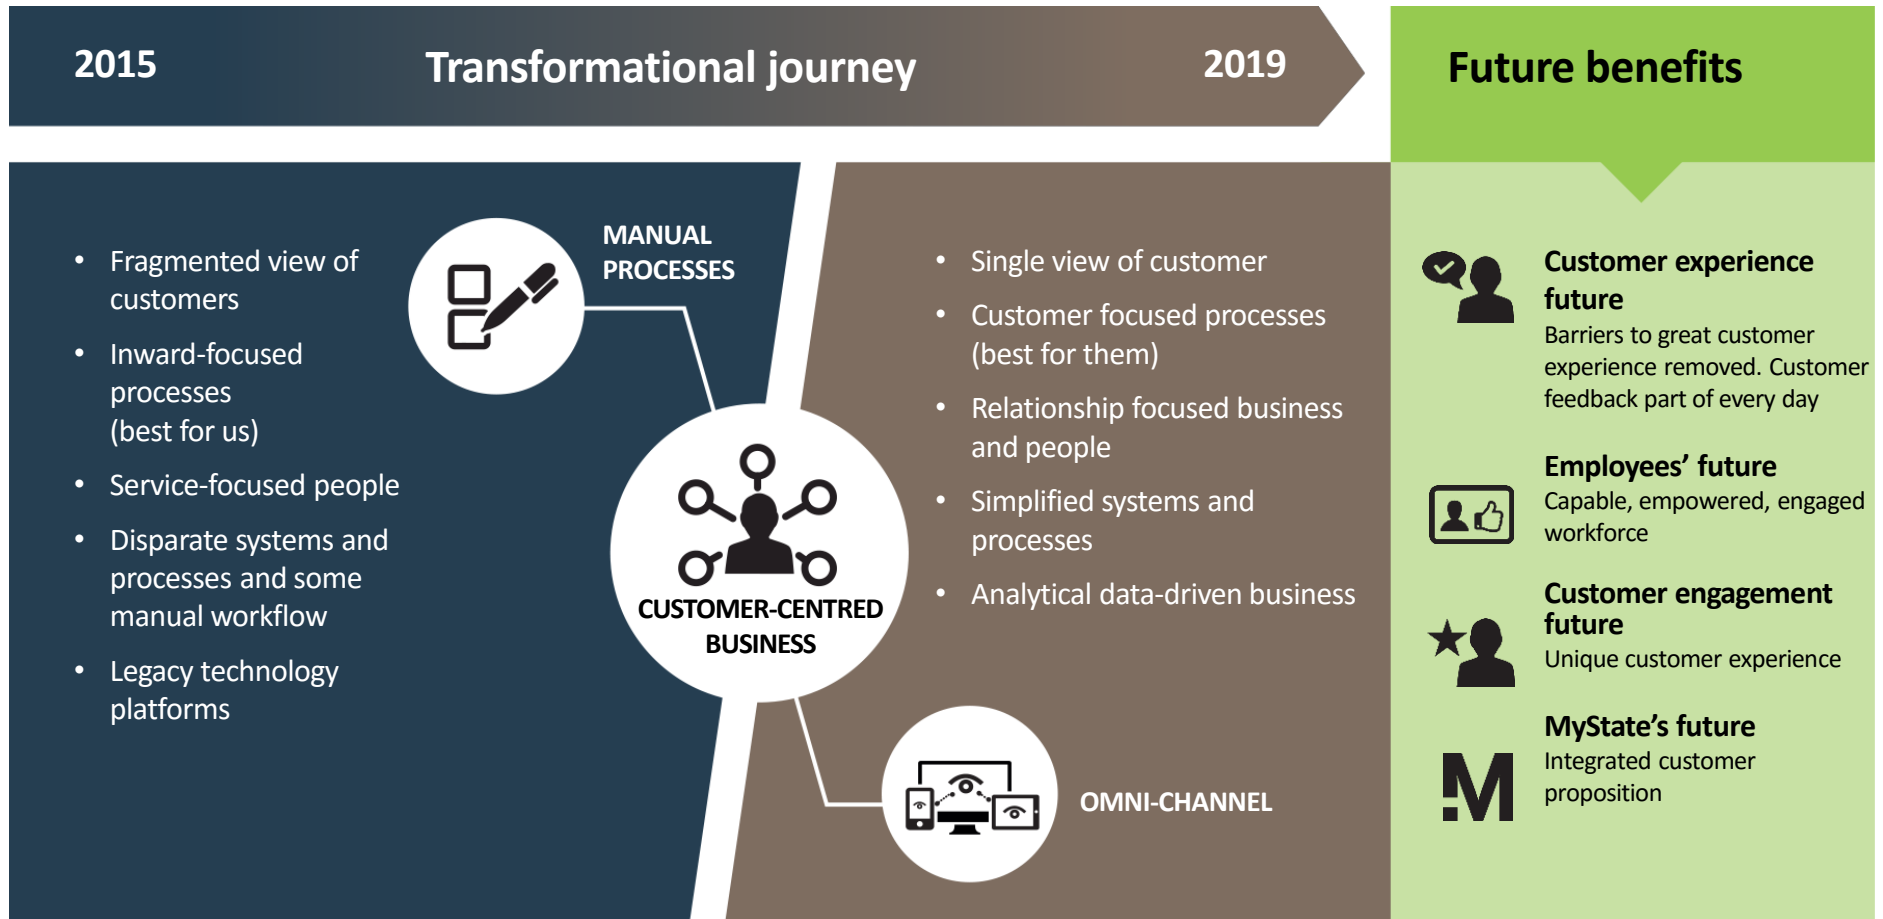 2015
Transformational journey
2019
Future benefits
• Fragmented view of
customers
• Inward-focused
processes
(best for us)
• Service-focused people
• Disparate systems and
processes and some
manual workflow
• Legacy technology
platforms
MANUAL
PROCESSES
CUSTOMER-CENTRED
BUSINESS
• Single view of customer
• Customer focused processes
(best for them)
• Relationship focused business
and people
• Simplified systems and
processes
• Analytical data-driven business
OMNI-CHANNEL
Customer experience
future
Barriers to great customer
experience removed. Customer
feedback part of every day
Employees’ future
Capable, empowered, engaged
workforce
Customer engagement
future
Unique customer experience
MyState’s future
Integrated customer
proposition
M